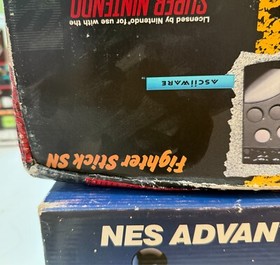 Licensed by Nintendo® for use with the
SUPER NINTENDO
ASCIIWARE
Fighter Stick SN
NES ADVAN